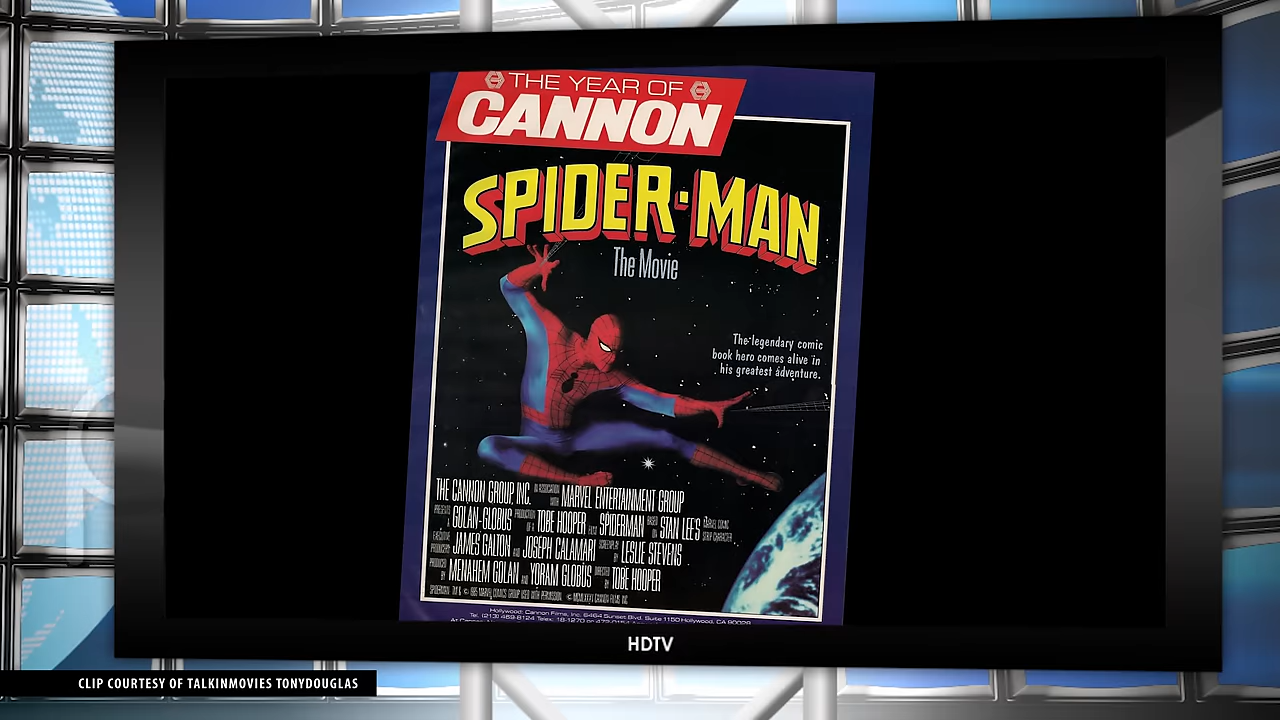 THE YEAR OF
CANNON
SPIDER-MAN
The Movie
The legendary comic
book hero comes alive in
his greatest adventure.
THE CANNON GROUP INC. IN ASSOCIATION WITH MARVEL ENTERTAINMENT GROUP
PRESENTS A GOLAN-GLOBUS PRODUCTION OF A TOBE HOOPER FILM SPIDERMAN BASED ON STAN LEE'S MARVEL COMIC STRIP CHARACTER
EXECUTIVE PRODUCERS JAMES GALTON AND JOSEPH CALAMARI SCREENPLAY BY LESLIE STEVENS
PRODUCED BY MENAHEM GOLAN AND YORAM GLOBUS DIRECTED BY TOBE HOOPER
Hollywood: Cannon Films, Inc. 6464 Sunset Blvd. Suite 1150 Hollywood, CA 90028
HDTV
CLIP COURTESY OF TALKINMOVIES TONYDOUGLAS